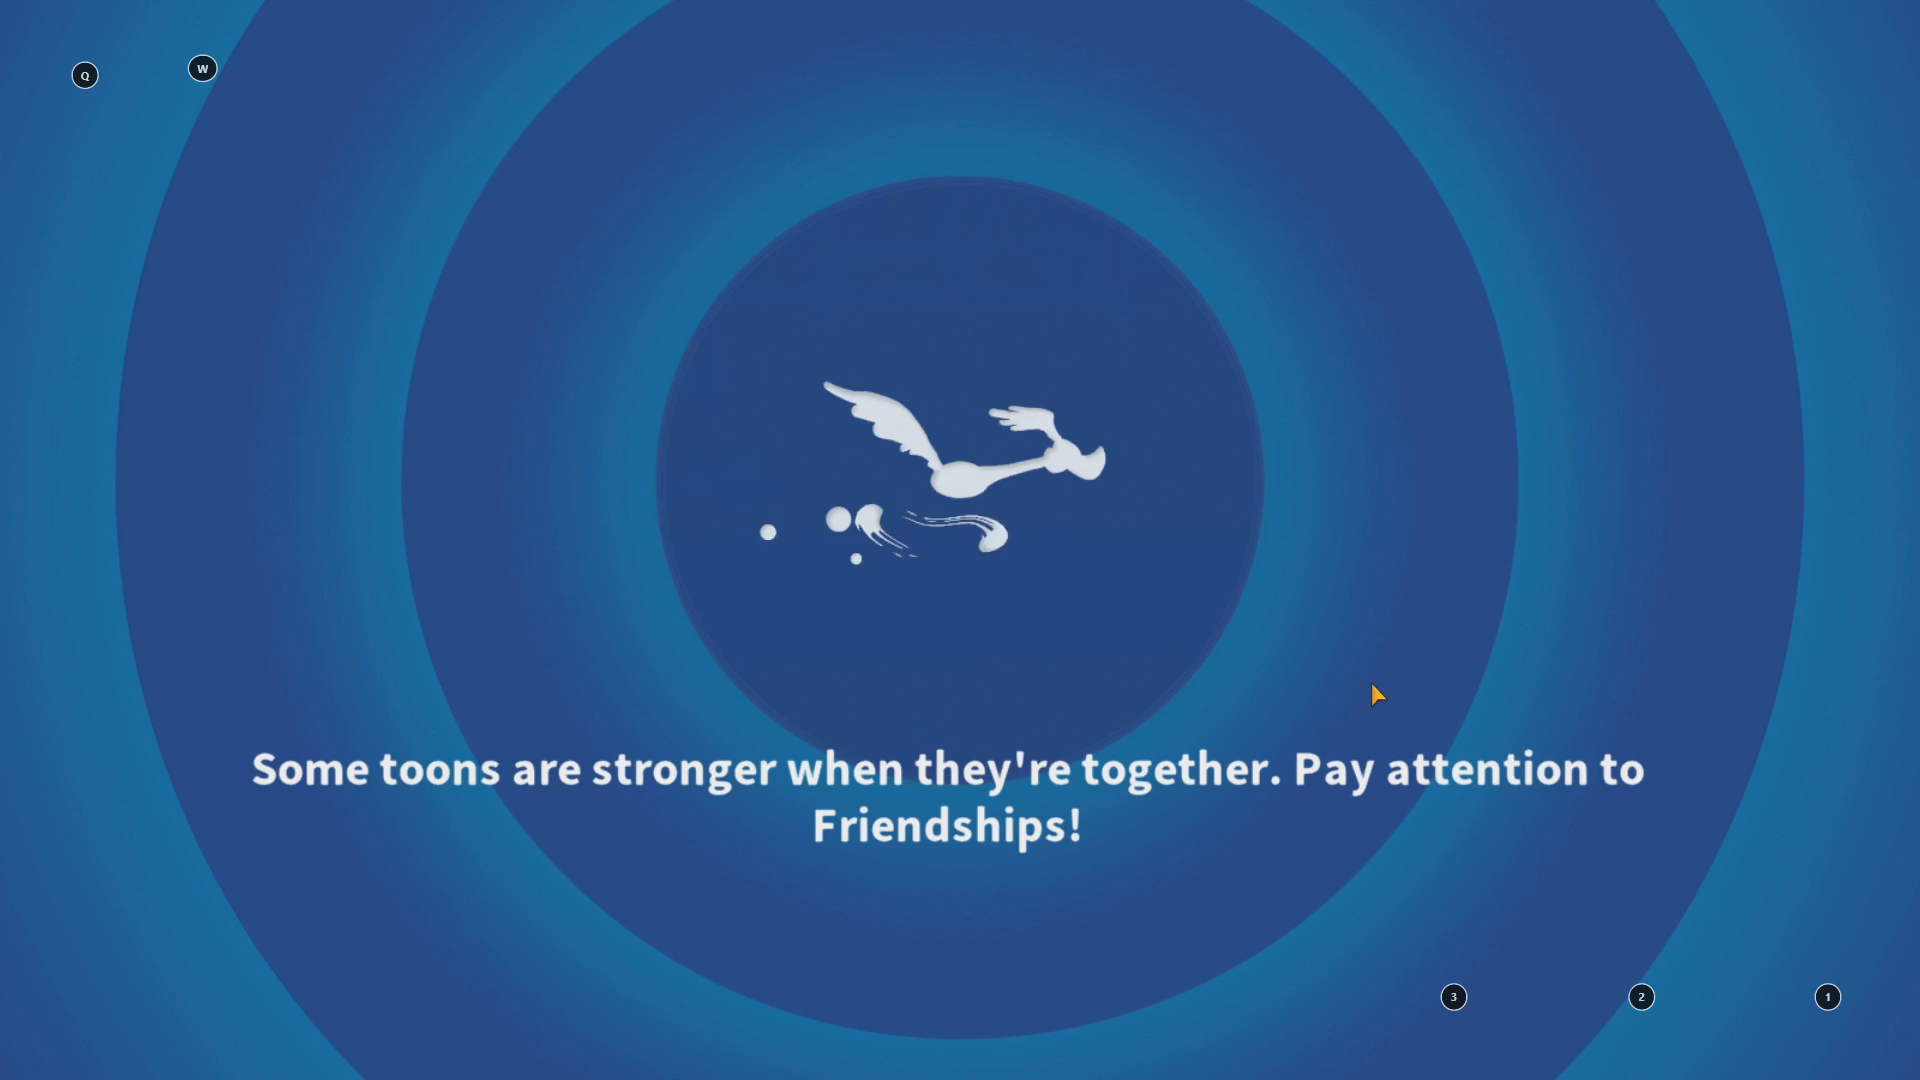 Q
W
Some toons are stronger when they're together. Pay attention to
Friendships!
3
2
1